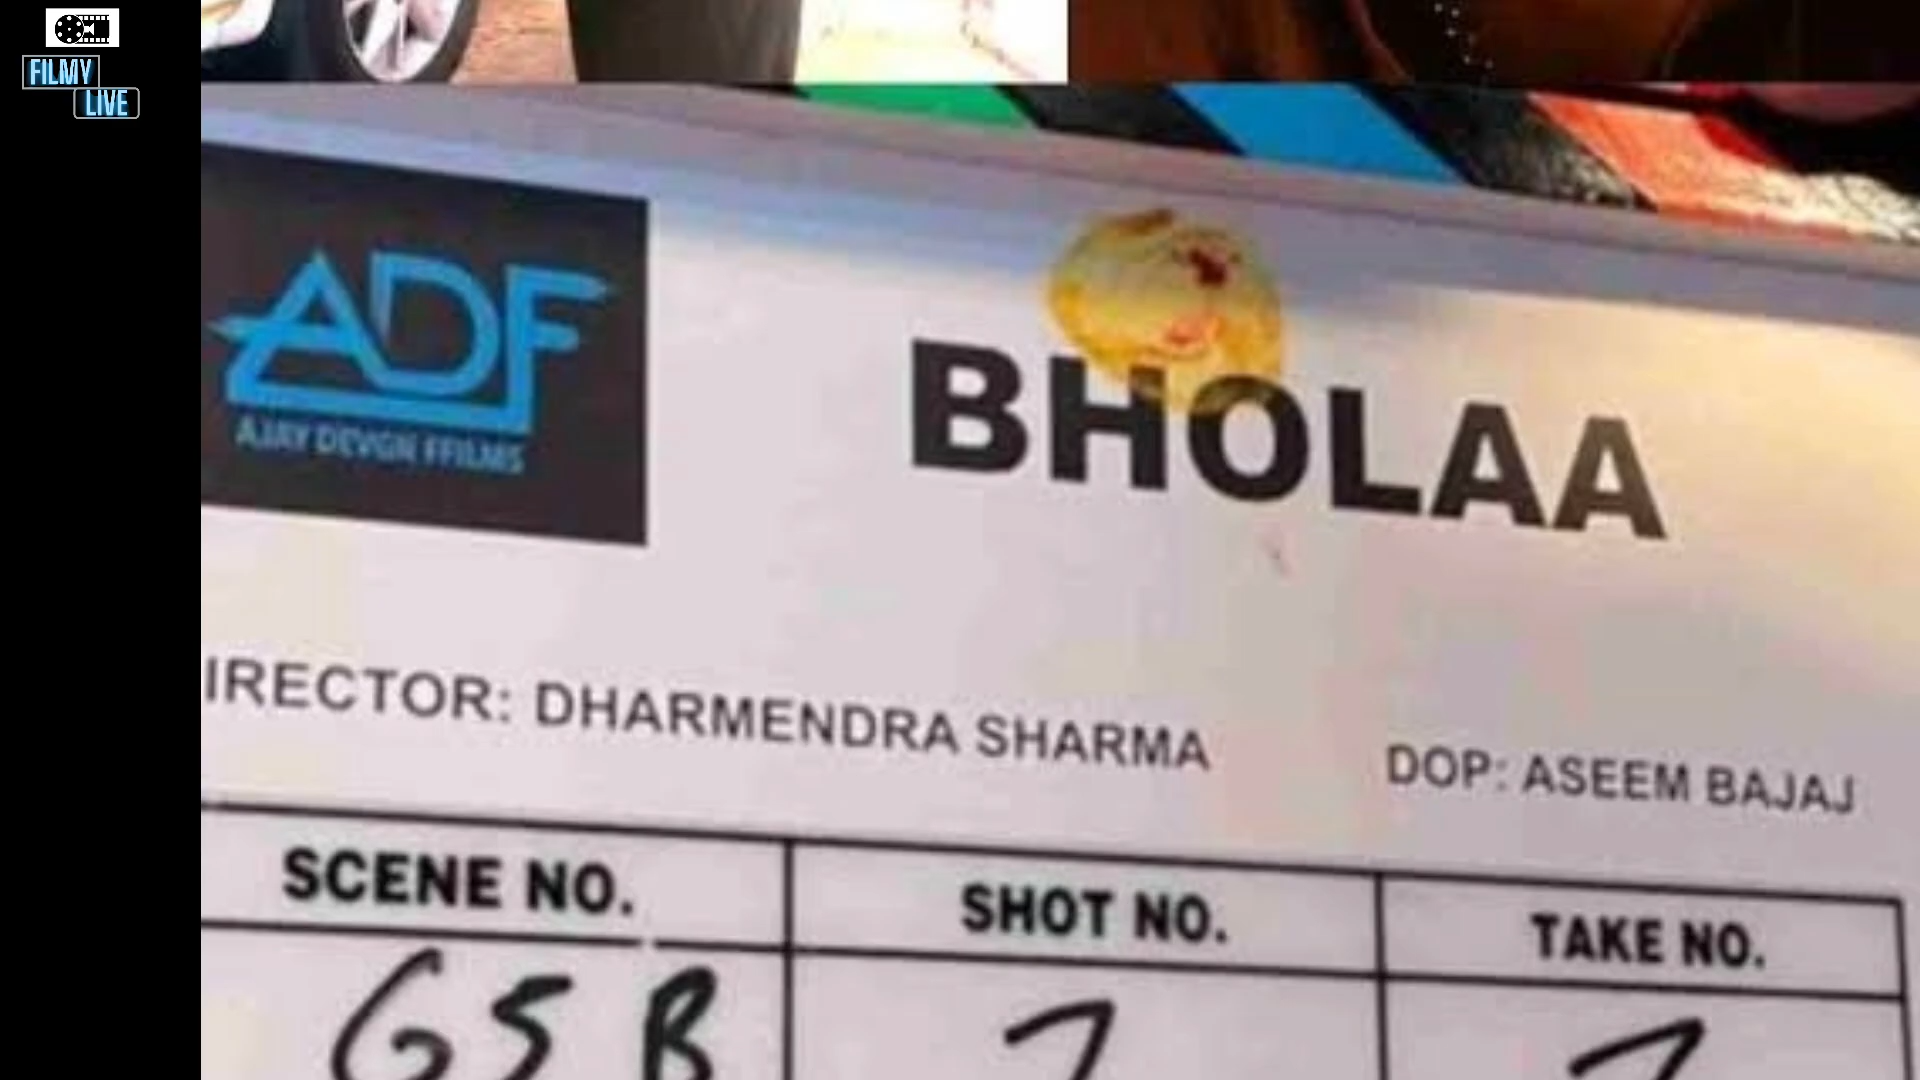 FILMY
LIVE
ADF
AJAY DEVGN FFILMS
BHOLAA
IRECTOR: DHARMENDRA SHARMA
DOP: ASEEM BAJAJ
SCENE NO.
SHOT NO.
TAKE NO.
65 B